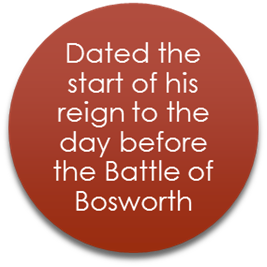 Dated the
start of his
reign to the
day before
the Battle of
Bosworth